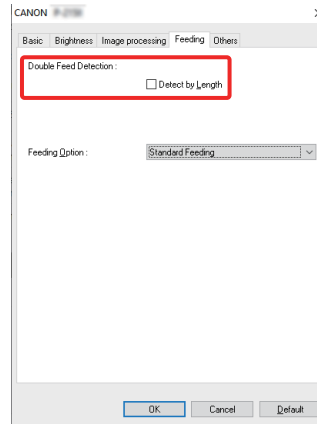 CANON
Basic Brightness Image processing Feeding Others
Double Feed Detection :
Detect by Length
Feeding Option : Standard Feeding
OK Cancel Default